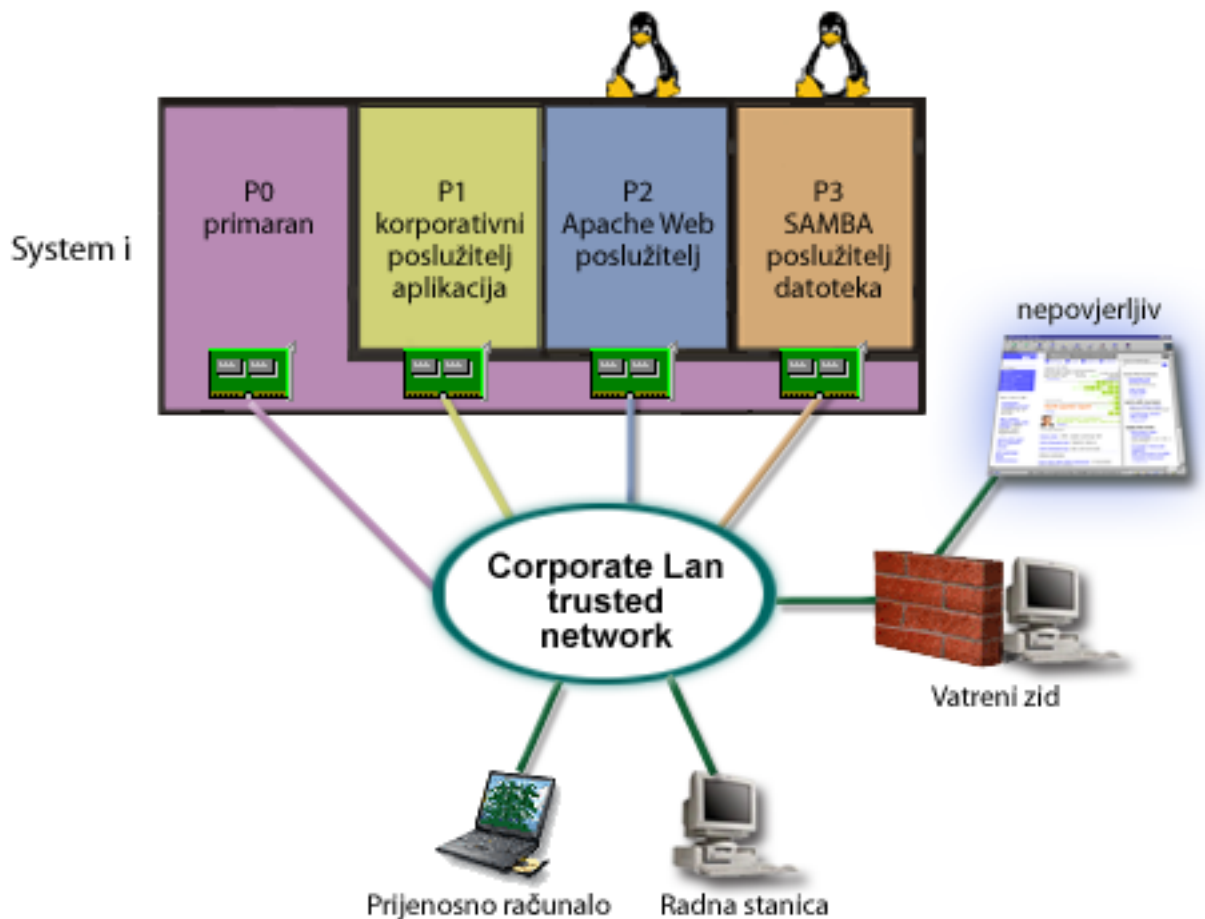 System i
P0
primaran
P1
korporativni
poslužitelj
aplikacija
P2
Apache Web
poslužitelj
P3
SAMBA
poslužitelj
datoteka
nepovjerljiv
Corporate Lan
trusted
network
Vatreni zid
Prijenosno računalo
Radna stanica